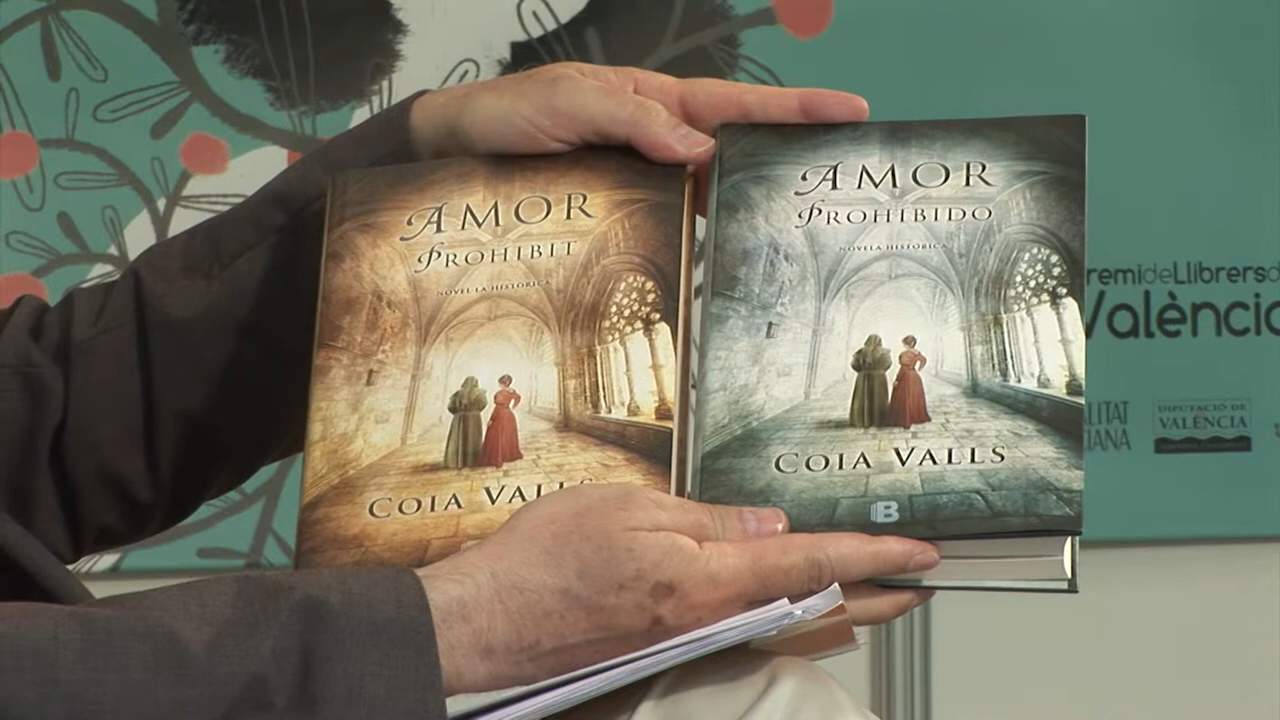 AMOR
PROHIBIT
NOVEL·LA HISTÒRICA
COIA VALLS
AMOR
PROHIBIDO
NOVELA HISTÓRICA
COIA VALLS
B
remideLlibrersd
València
LITAT
CIANA
DIPUTACIÓ DE
VALÈNCIA